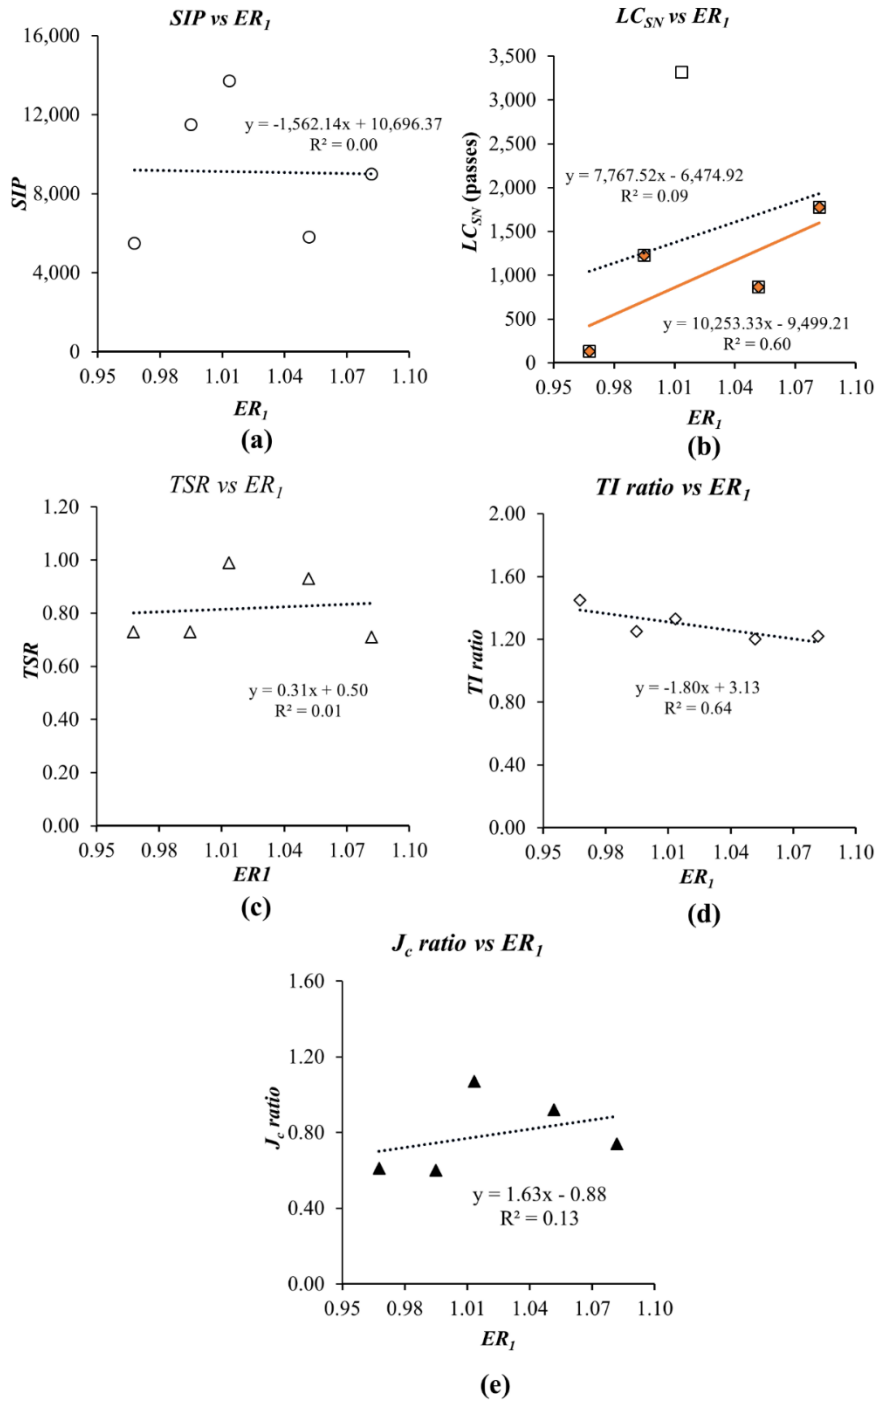 SIP vs ER₁
16,000
12,000
8,000
4,000
0
SIP
y = -1,562.14x + 10,696.37
R² = 0.00
0.95 0.98 1.01 1.04 1.07 1.10
ER₁
(a)
LC_SN vs ER₁
3,500
3,000
2,500
2,000
1,500
1,000
500
0
LC_SN (passes)
y = 7,767.52x - 6,474.92
R² = 0.09
y = 10,253.33x - 9,499.21
R² = 0.60
0.95 0.98 1.01 1.04 1.07 1.10
ER₁
(b)
TSR vs ER₁
1.20
1.00
0.80
0.60
0.40
0.20
0.00
TSR
y = 0.31x + 0.50
R² = 0.01
0.95 0.98 1.01 1.04 1.07 1.10
ER1
(c)
TI ratio vs ER₁
2.00
1.60
1.20
0.80
0.40
0.00
TI ratio
y = -1.80x + 3.13
R² = 0.64
0.95 0.98 1.01 1.04 1.07 1.10
ER₁
(d)
J_c ratio vs ER₁
1.60
1.20
0.80
0.40
0.00
J_c ratio
y = 1.63x - 0.88
R² = 0.13
0.95 0.98 1.01 1.04 1.07 1.10
ER₁
(e)